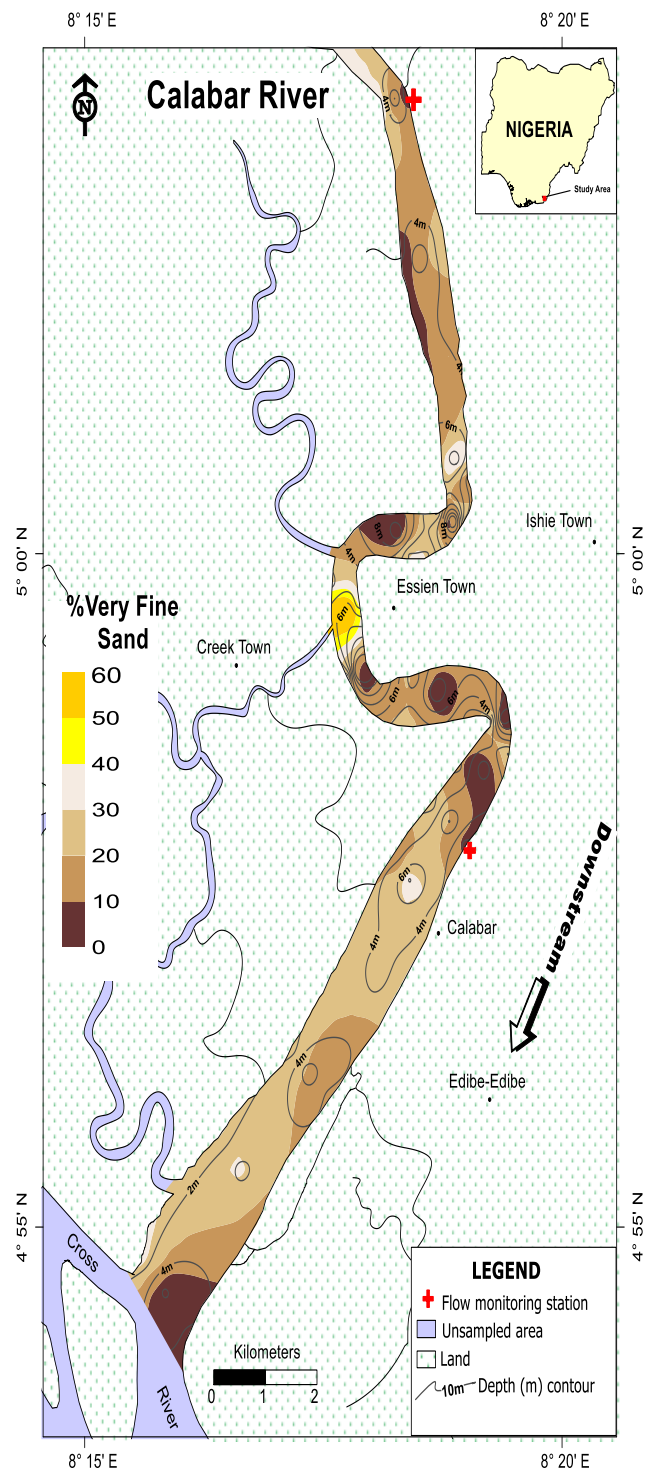 8° 15' E
8° 20' E
N
Calabar River
NIGERIA
Study Area
4m
4m
4m
6m
8m
8m
4m
Ishie Town
5° 00' N
5° 00' N
Essien Town
%Very Fine
Sand
6m
Creek Town
60
50
40
30
20
10
0
6m
6m
4m
Downstream
6m
4m
4m
Calabar
4m
Edibe-Edibe
2m
4° 55' N
4° 55' N
Cross
River
4m
LEGEND
Flow monitoring station
Unsampled area
Land
10m Depth (m) contour
Kilometers
0
1
2
8° 15' E
8° 20' E